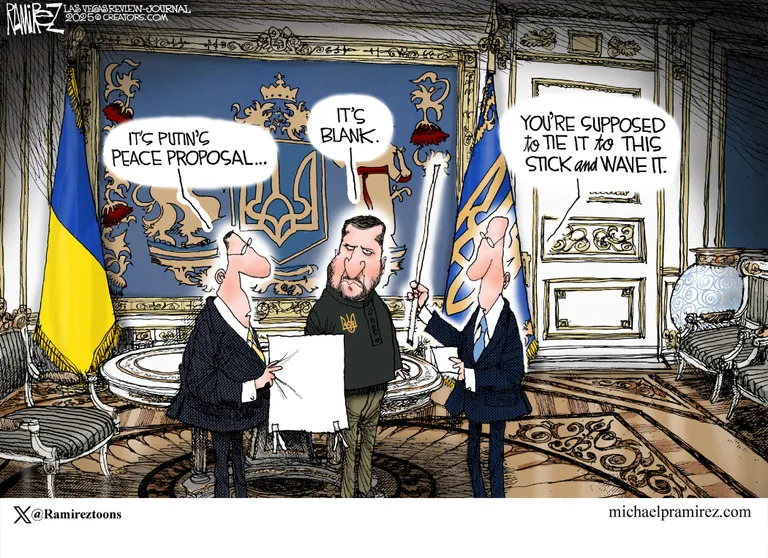 RAMIREZ
LAS VEGAS REVIEW-JOURNAL
2025 © CREATORS.COM
IT'S PUTIN'S
PEACE PROPOSAL...
IT'S
BLANK.
YOU'RE SUPPOSED
to TIE IT to THIS
STICK and WAVE IT.
X @Ramireztoons
michaelpramirez.com